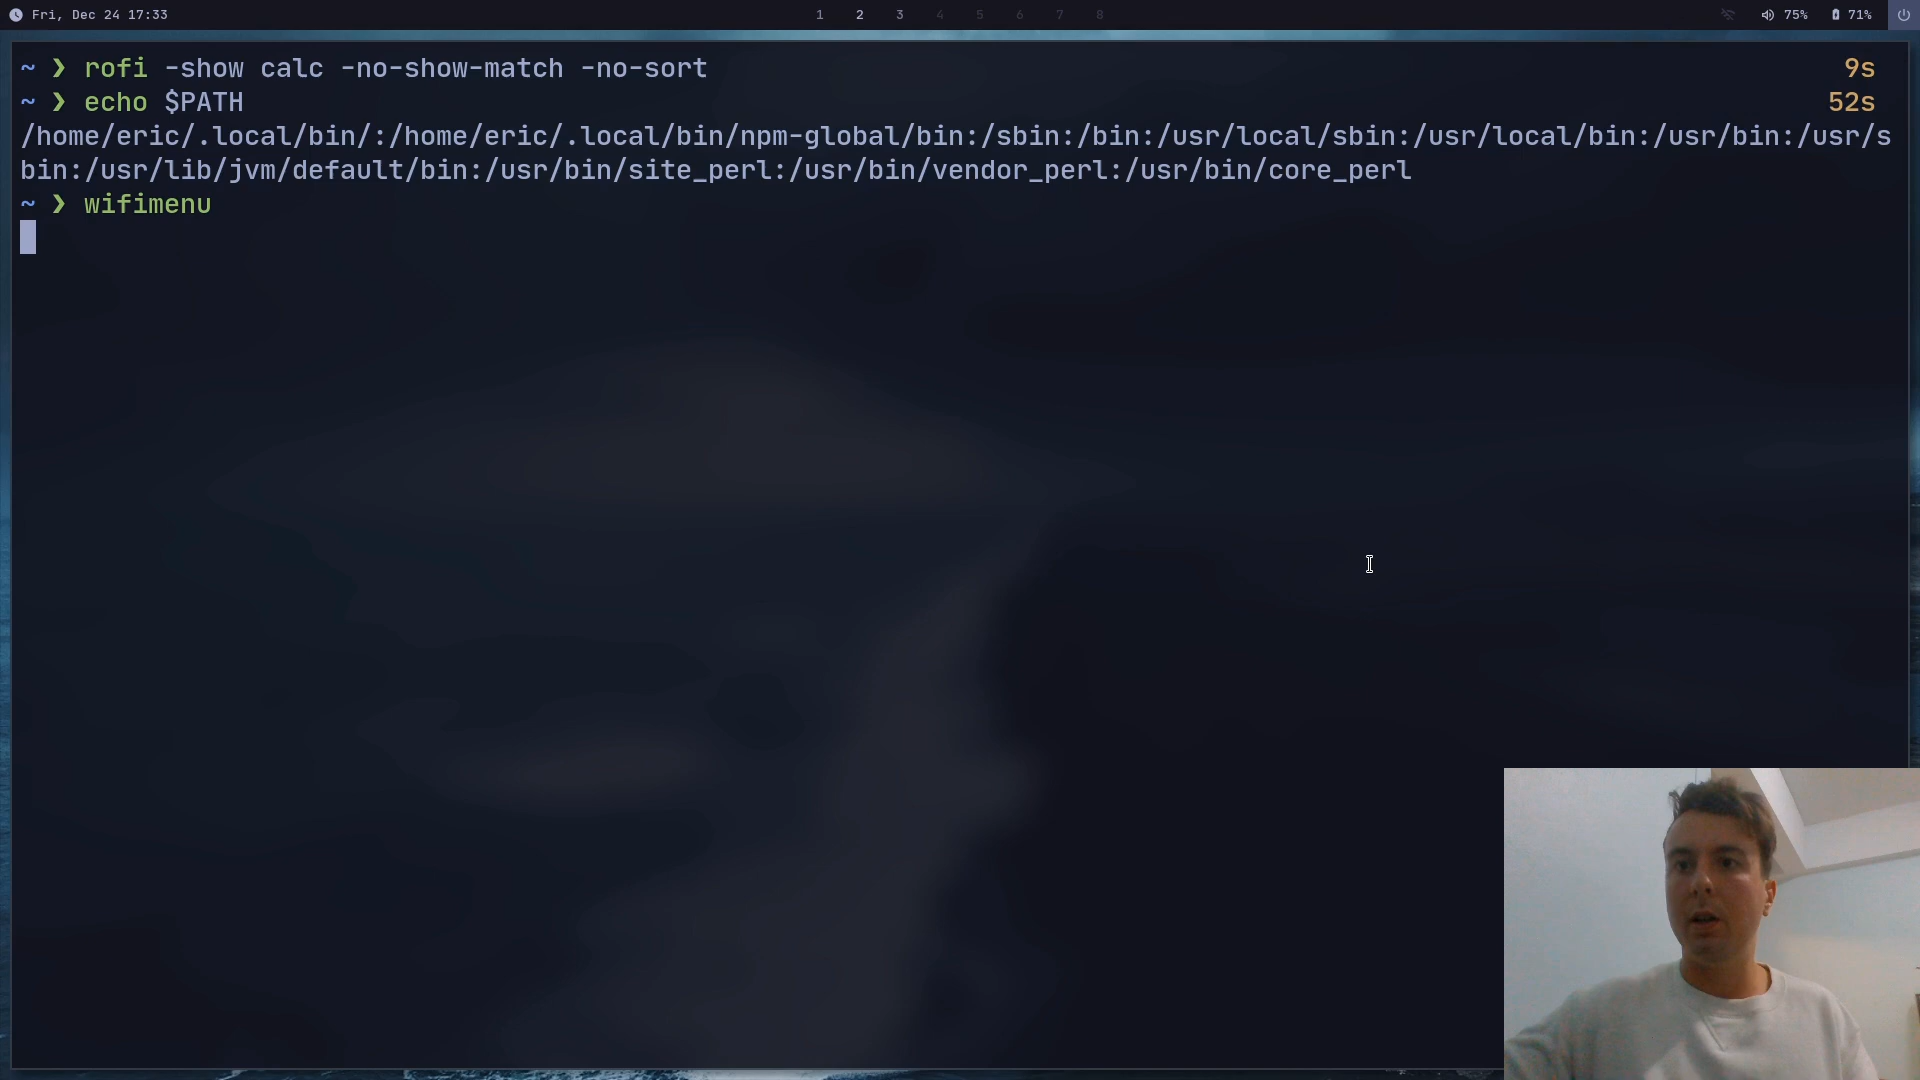 Fri, Dec 24 17:33 1 2 3 4 5 6 7 8 75% 71%
~ ❯ rofi -show calc -no-show-match -no-sort 9s
~ ❯ echo $PATH 52s
/home/eric/.local/bin/:/home/eric/.local/bin/npm-global/bin:/sbin:/bin:/usr/local/sbin:/usr/local/bin:/usr/bin:/usr/s
bin:/usr/lib/jvm/default/bin:/usr/bin/site_perl:/usr/bin/vendor_perl:/usr/bin/core_perl
~ ❯ wifimenu